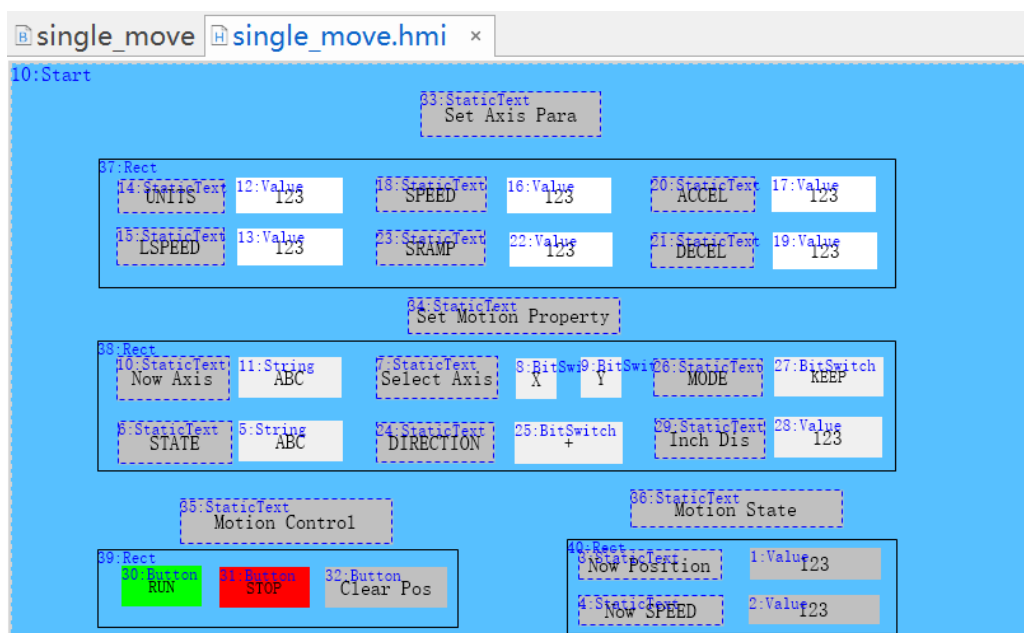 single_move single_move.hmi ×
10:Start
33:StaticText
Set Axis Para
37:Rect
14:StaticText 12:Value 18:StaticText 16:Value 20:StaticText 17:Value
UNITS 123 SPEED 123 ACCEL 123
15:StaticText 13:Value 23:StaticText 22:Value 21:StaticText 19:Value
LSPEED 123 SRAMP 123 DECEL 123
34:StaticText
Set Motion Property
38:Rect
10:StaticText 11:String 7:StaticText 8:BitSwi 9:BitSwit 26:StaticText 27:BitSwitch
Now Axis ABC Select Axis X Y MODE KEEP
6:StaticText 5:String 24:StaticText 25:BitSwitch 29:StaticText 28:Value
STATE ABC DIRECTION + Inch Dis 123
35:StaticText 36:StaticText
Motion Control Motion State
39:Rect 40:Rect
30:Button 31:Button 32:Button 3:StaticText 1:Value
RUN STOP Clear Pos Now Position 123
4:StaticText 2:Value
Now SPEED 123